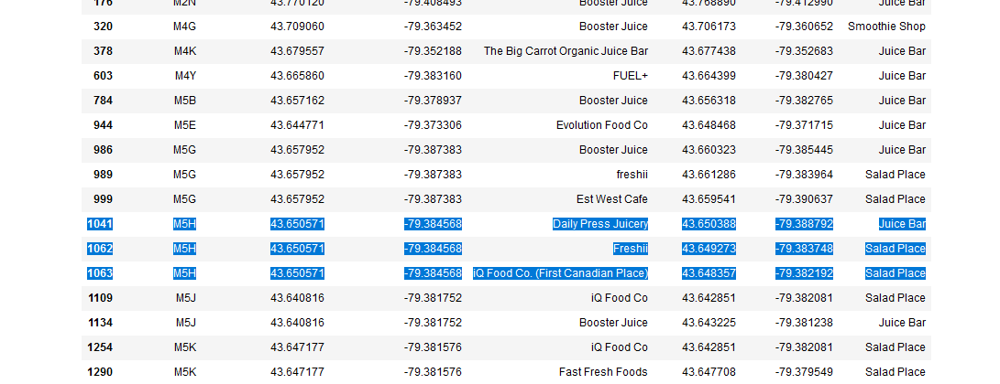 176 M2N 43.770120 -79.408493 Booster Juice 43.768890 -79.412990 Juice Bar
320 M4G 43.709060 -79.363452 Booster Juice 43.706173 -79.360652 Smoothie Shop
378 M4K 43.679557 -79.352188 The Big Carrot Organic Juice Bar 43.677438 -79.352683 Juice Bar
603 M4Y 43.665860 -79.383160 FUEL+ 43.664399 -79.380427 Juice Bar
784 M5B 43.657162 -79.378937 Booster Juice 43.656318 -79.382765 Juice Bar
944 M5E 43.644771 -79.373306 Evolution Food Co 43.648468 -79.371715 Juice Bar
986 M5G 43.657952 -79.387383 Booster Juice 43.660323 -79.385445 Juice Bar
989 M5G 43.657952 -79.387383 freshii 43.661286 -79.383964 Salad Place
999 M5G 43.657952 -79.387383 Est West Cafe 43.659541 -79.390637 Salad Place
1041 M5H 43.650571 -79.384568 Daily Press Juicery 43.650388 -79.388792 Juice Bar
1062 M5H 43.650571 -79.384568 Freshii 43.649273 -79.383748 Salad Place
1063 M5H 43.650571 -79.384568 iQ Food Co. (First Canadian Place) 43.648357 -79.382192 Salad Place
1109 M5J 43.640816 -79.381752 iQ Food Co 43.642851 -79.382081 Salad Place
1134 M5J 43.640816 -79.381752 Booster Juice 43.643225 -79.381238 Juice Bar
1254 M5K 43.647177 -79.381576 iQ Food Co 43.642851 -79.382081 Salad Place
1290 M5K 43.647177 -79.381576 Fast Fresh Foods 43.647708 -79.379549 Salad Place